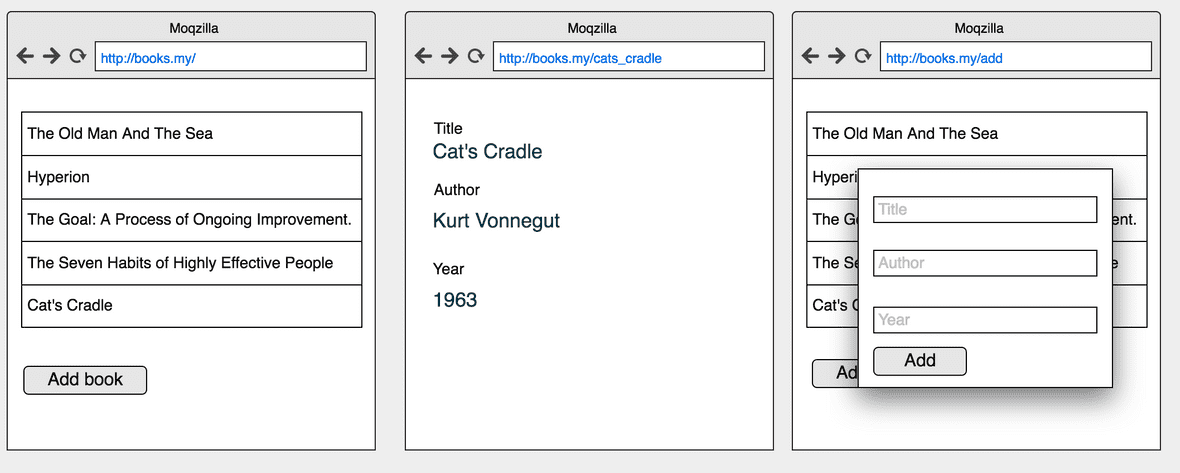 Moqzilla
http://books.my/
The Old Man And The Sea
Hyperion
The Goal: A Process of Ongoing Improvement.
The Seven Habits of Highly Effective People
Cat's Cradle
Add book
Moqzilla
http://books.my/cats_cradle
Title
Cat's Cradle
Author
Kurt Vonnegut
Year
1963
Moqzilla
http://books.my/add
The Old Man And The Sea
Hyperi
The G
ent.
The Se
e
Cat's
Ad
Title
Author
Year
Add